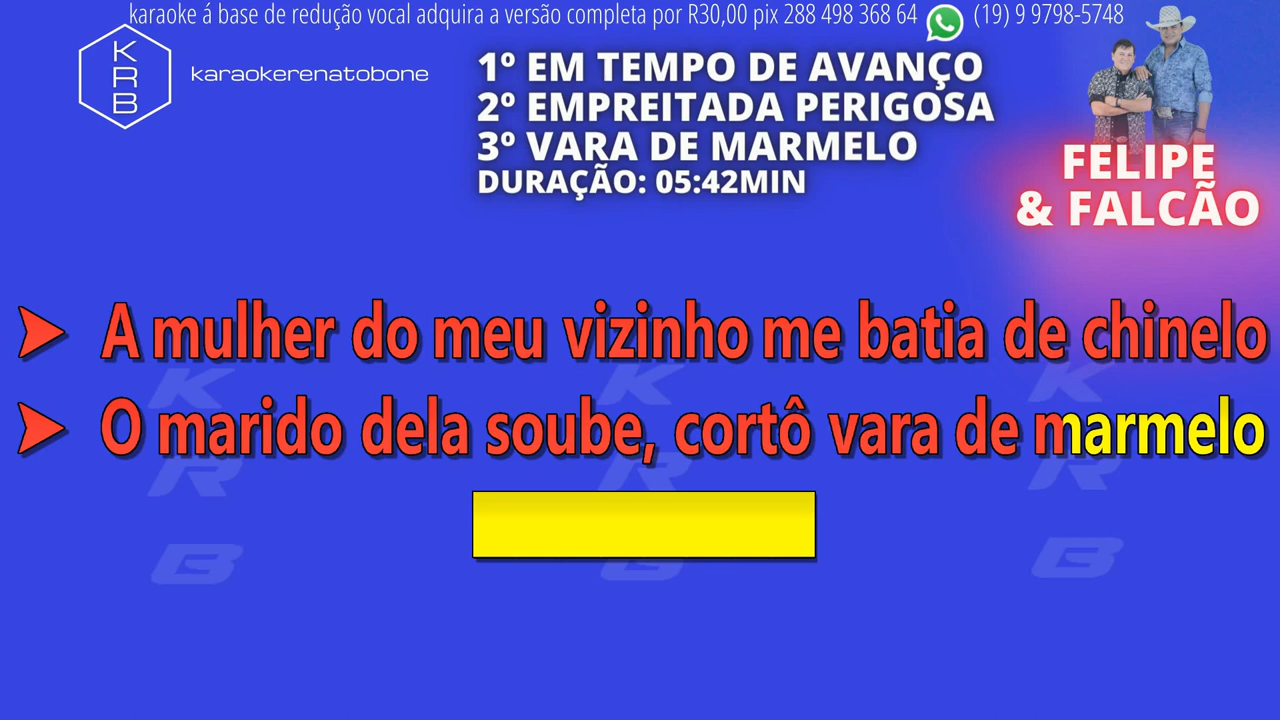 karaoke á base de redução vocal adquira a versão completa por R30,00 pix 288 498 368 64 (19) 9 9798-5748
KRB
karaokerenatobone
1º EM TEMPO DE AVANÇO
2º EMPREITADA PERIGOSA
3º VARA DE MARMELO
DURAÇÃO: 05:42MIN
FELIPE
& FALCÃO
A mulher do meu vizinho me batia de chinelo
O marido dela soube, cortô vara de marmelo
K K K
R R R
B B B